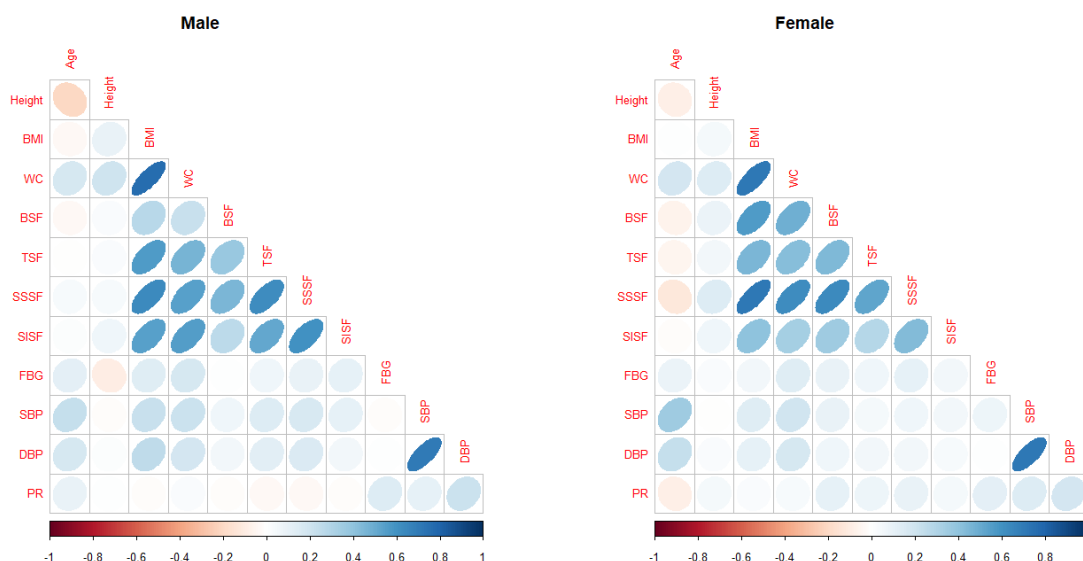 Male
Age
Height
Height
BMI
BMI
WC
WC
BSF
BSF
TSF
TSF
SSSF
SSSF
SISF
SISF
FBG
FBG
SBP
SBP
DBP
DBP
PR
-1 -0.8 -0.6 -0.4 -0.2 0 0.2 0.4 0.6 0.8 1
Female
Age
Height
Height
BMI
BMI
WC
WC
BSF
BSF
TSF
TSF
SSSF
SSSF
SISF
SISF
FBG
FBG
SBP
SBP
DBP
DBP
PR
-1 -0.8 -0.6 -0.4 -0.2 0 0.2 0.4 0.6 0.8